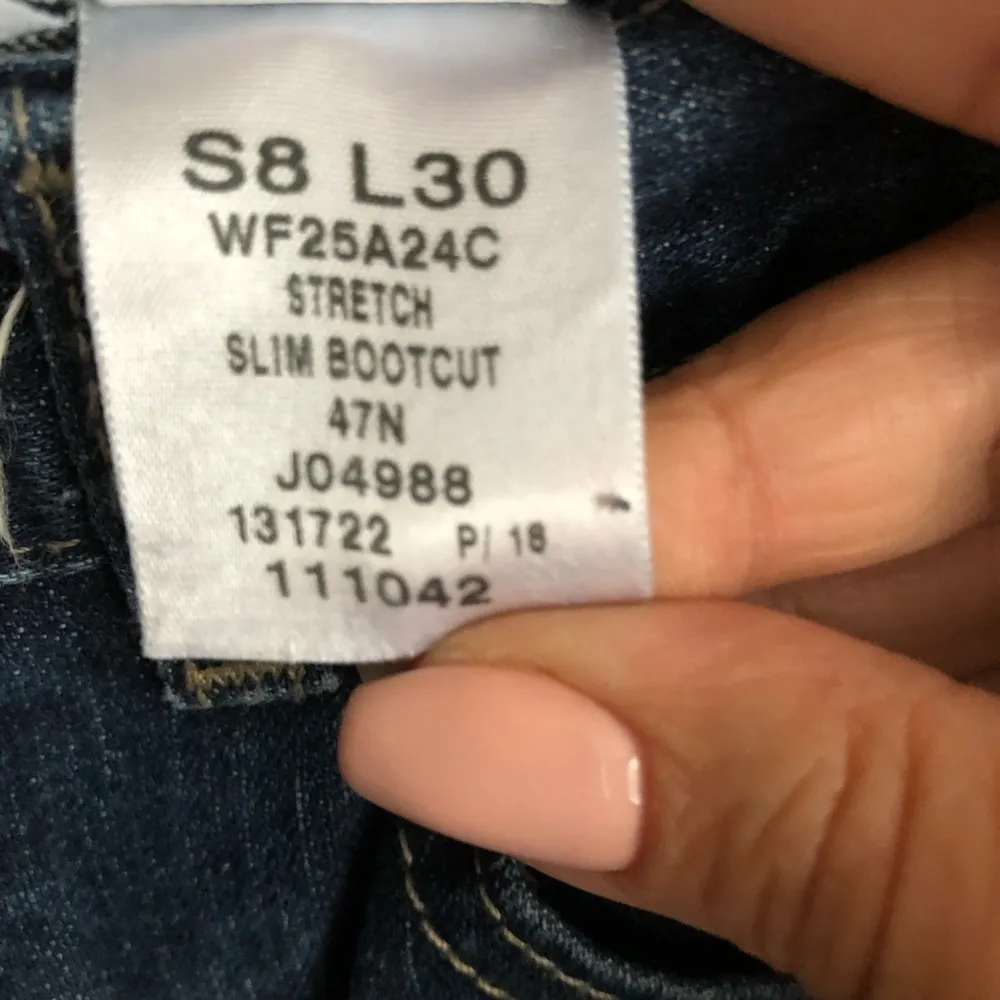 S8 L30
WF25A24C
STRETCH
SLIM BOOTCUT
47N
J04988
131722 P/ 18
111042